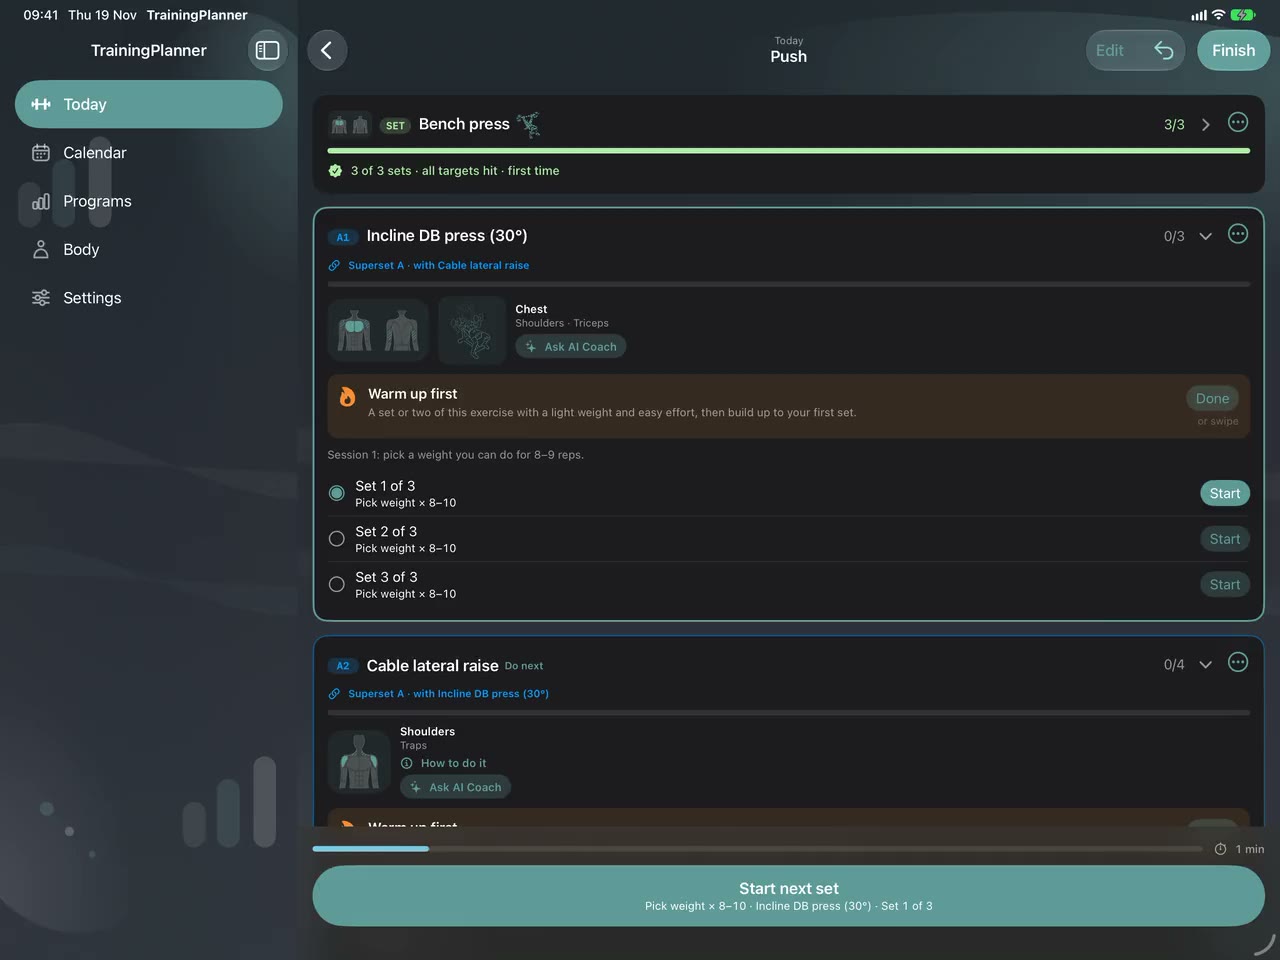 09:41 Thu 19 Nov TrainingPlanner
TrainingPlanner
Today
Calendar
Programs
Body
Settings
Today
Push
Edit
Finish
SET Bench press
3/3
3 of 3 sets · all targets hit · first time
A1 Incline DB press (30°)
0/3
Superset A · with Cable lateral raise
Chest
Shoulders · Triceps
Ask AI Coach
Warm up first
A set or two of this exercise with a light weight and easy effort, then build up to your first set.
Done
or swipe
Session 1: pick a weight you can do for 8–9 reps.
Set 1 of 3
Pick weight × 8–10
Start
Set 2 of 3
Pick weight × 8–10
Start
Set 3 of 3
Pick weight × 8–10
Start
A2 Cable lateral raise Do next
0/4
Superset A · with Incline DB press (30°)
Shoulders
Traps
How to do it
Ask AI Coach
Warm up first
1 min
Start next set
Pick weight × 8–10 · Incline DB press (30°) · Set 1 of 3